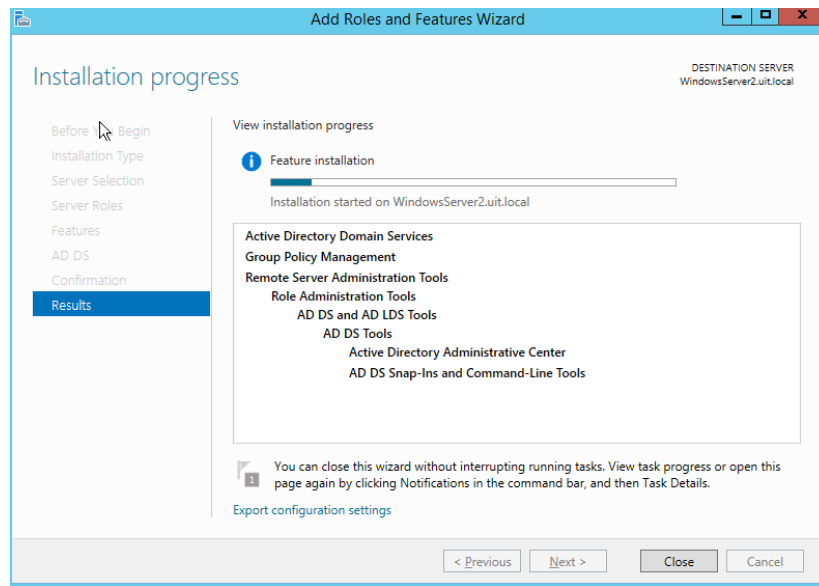 Add Roles and Features Wizard
Installation progress
DESTINATION SERVER
WindowsServer2.uit.local
Before You Begin
Installation Type
Server Selection
Server Roles
Features
AD DS
Confirmation
Results
View installation progress
Feature installation
Installation started on WindowsServer2.uit.local
Active Directory Domain Services
Group Policy Management
Remote Server Administration Tools
Role Administration Tools
AD DS and AD LDS Tools
AD DS Tools
Active Directory Administrative Center
AD DS Snap-Ins and Command-Line Tools
1
You can close this wizard without interrupting running tasks. View task progress or open this
page again by clicking Notifications in the command bar, and then Task Details.
Export configuration settings
< Previous
Next >
Close
Cancel